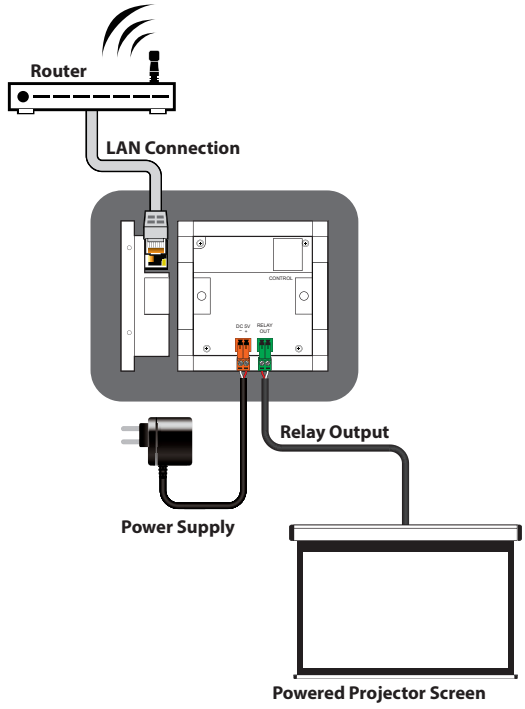 Router
LAN Connection
CONTROL
DC 5V
− +
RELAY
OUT
Relay Output
Power Supply
Powered Projector Screen